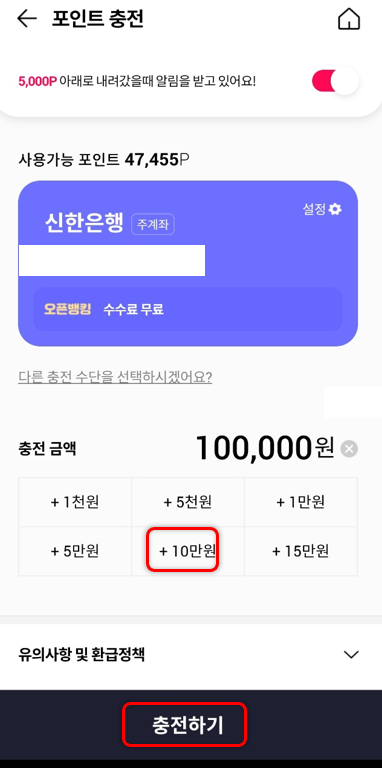 포인트 충전
5,000P 아래로 내려갔을때 알림을 받고 있어요!
사용가능 포인트 47,455P
신한은행 주계좌 설정
오픈뱅킹 수수료 무료
다른 충전 수단을 선택하시겠어요?
충전 금액 100,000원
+ 1천원 + 5천원 + 1만원
+ 5만원 + 10만원 + 15만원
유의사항 및 환급정책
충전하기